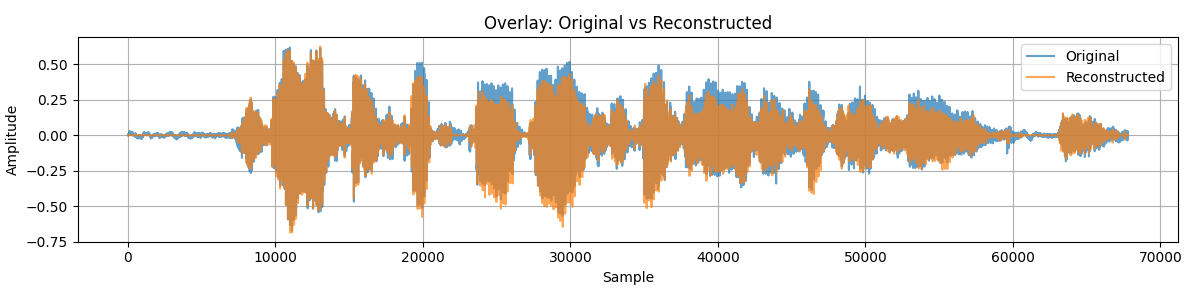 Overlay: Original vs Reconstructed
Original
Reconstructed
Amplitude
0.50
0.25
0.00
−0.25
−0.50
−0.75
0 10000 20000 30000 40000 50000 60000 70000
Sample